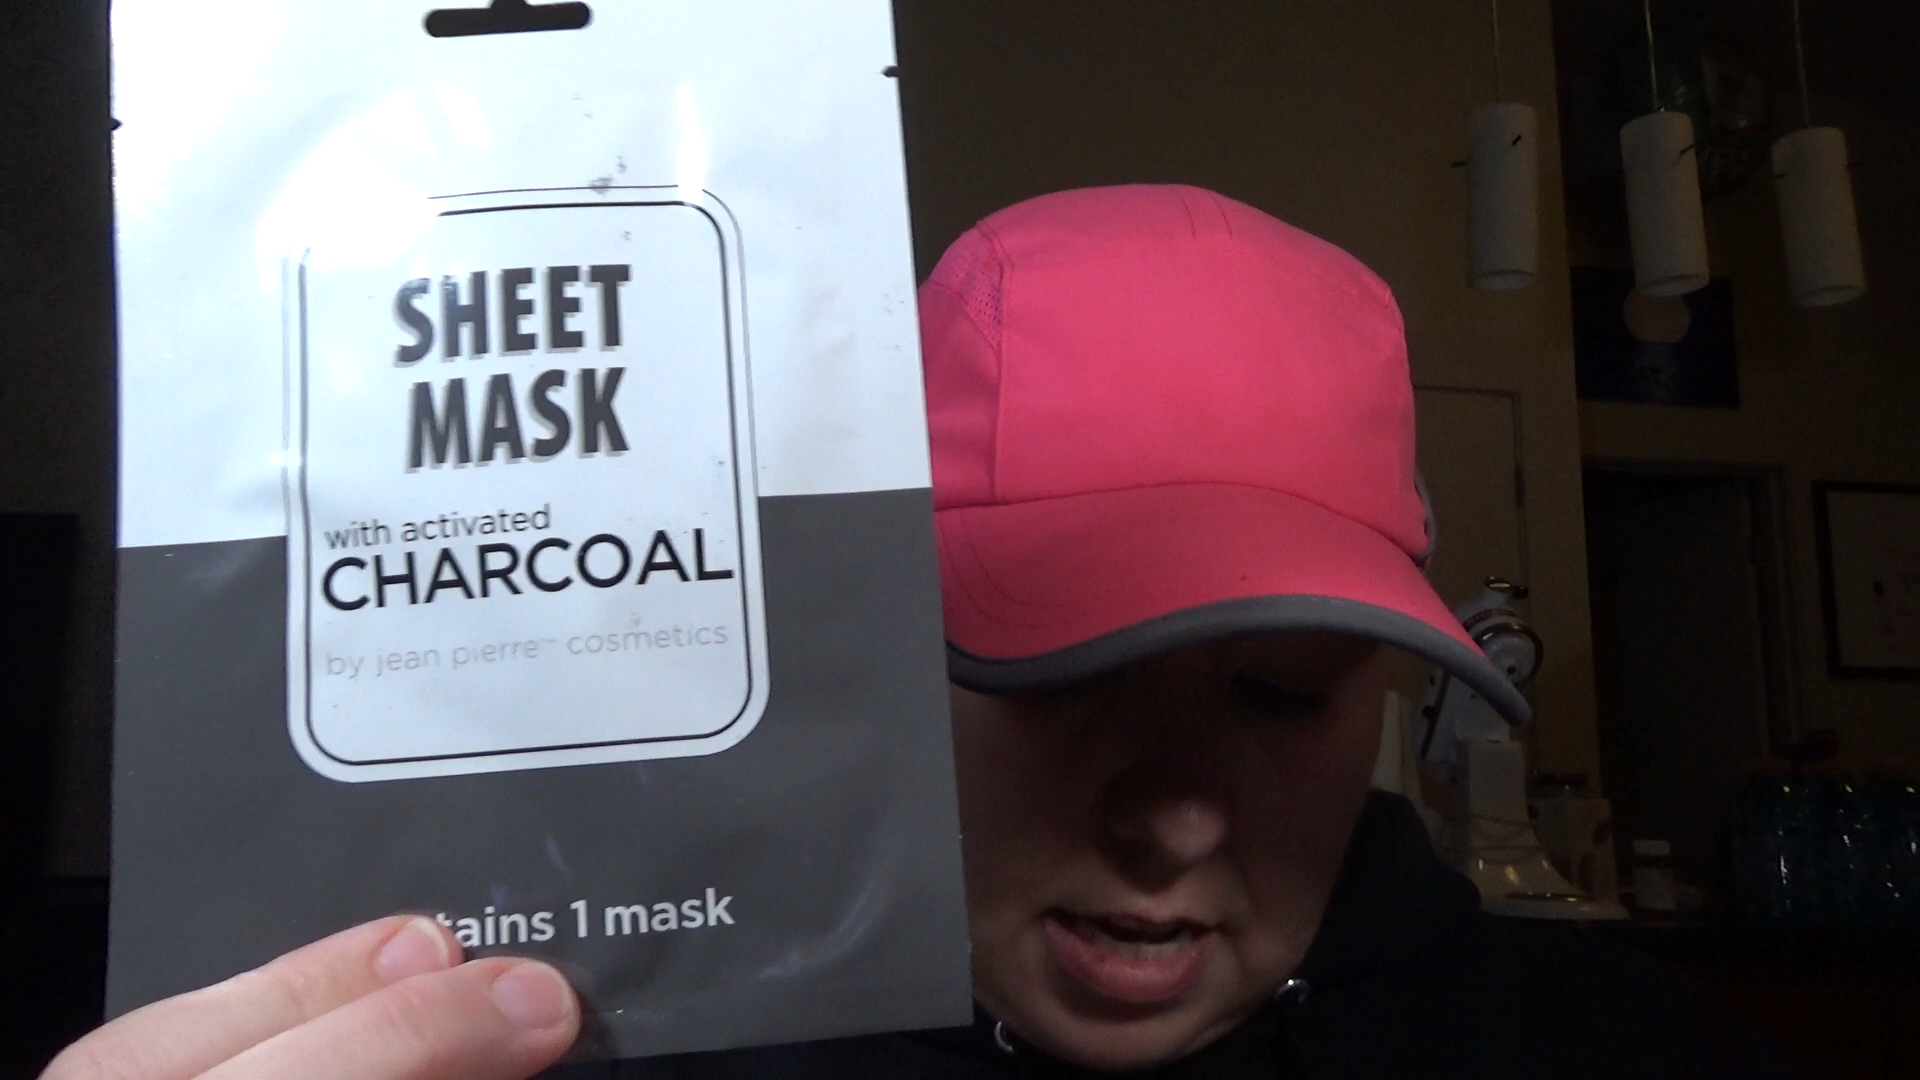 SHEET
MASK
with activated
CHARCOAL
by jean pierre™ cosmetics
tains 1 mask